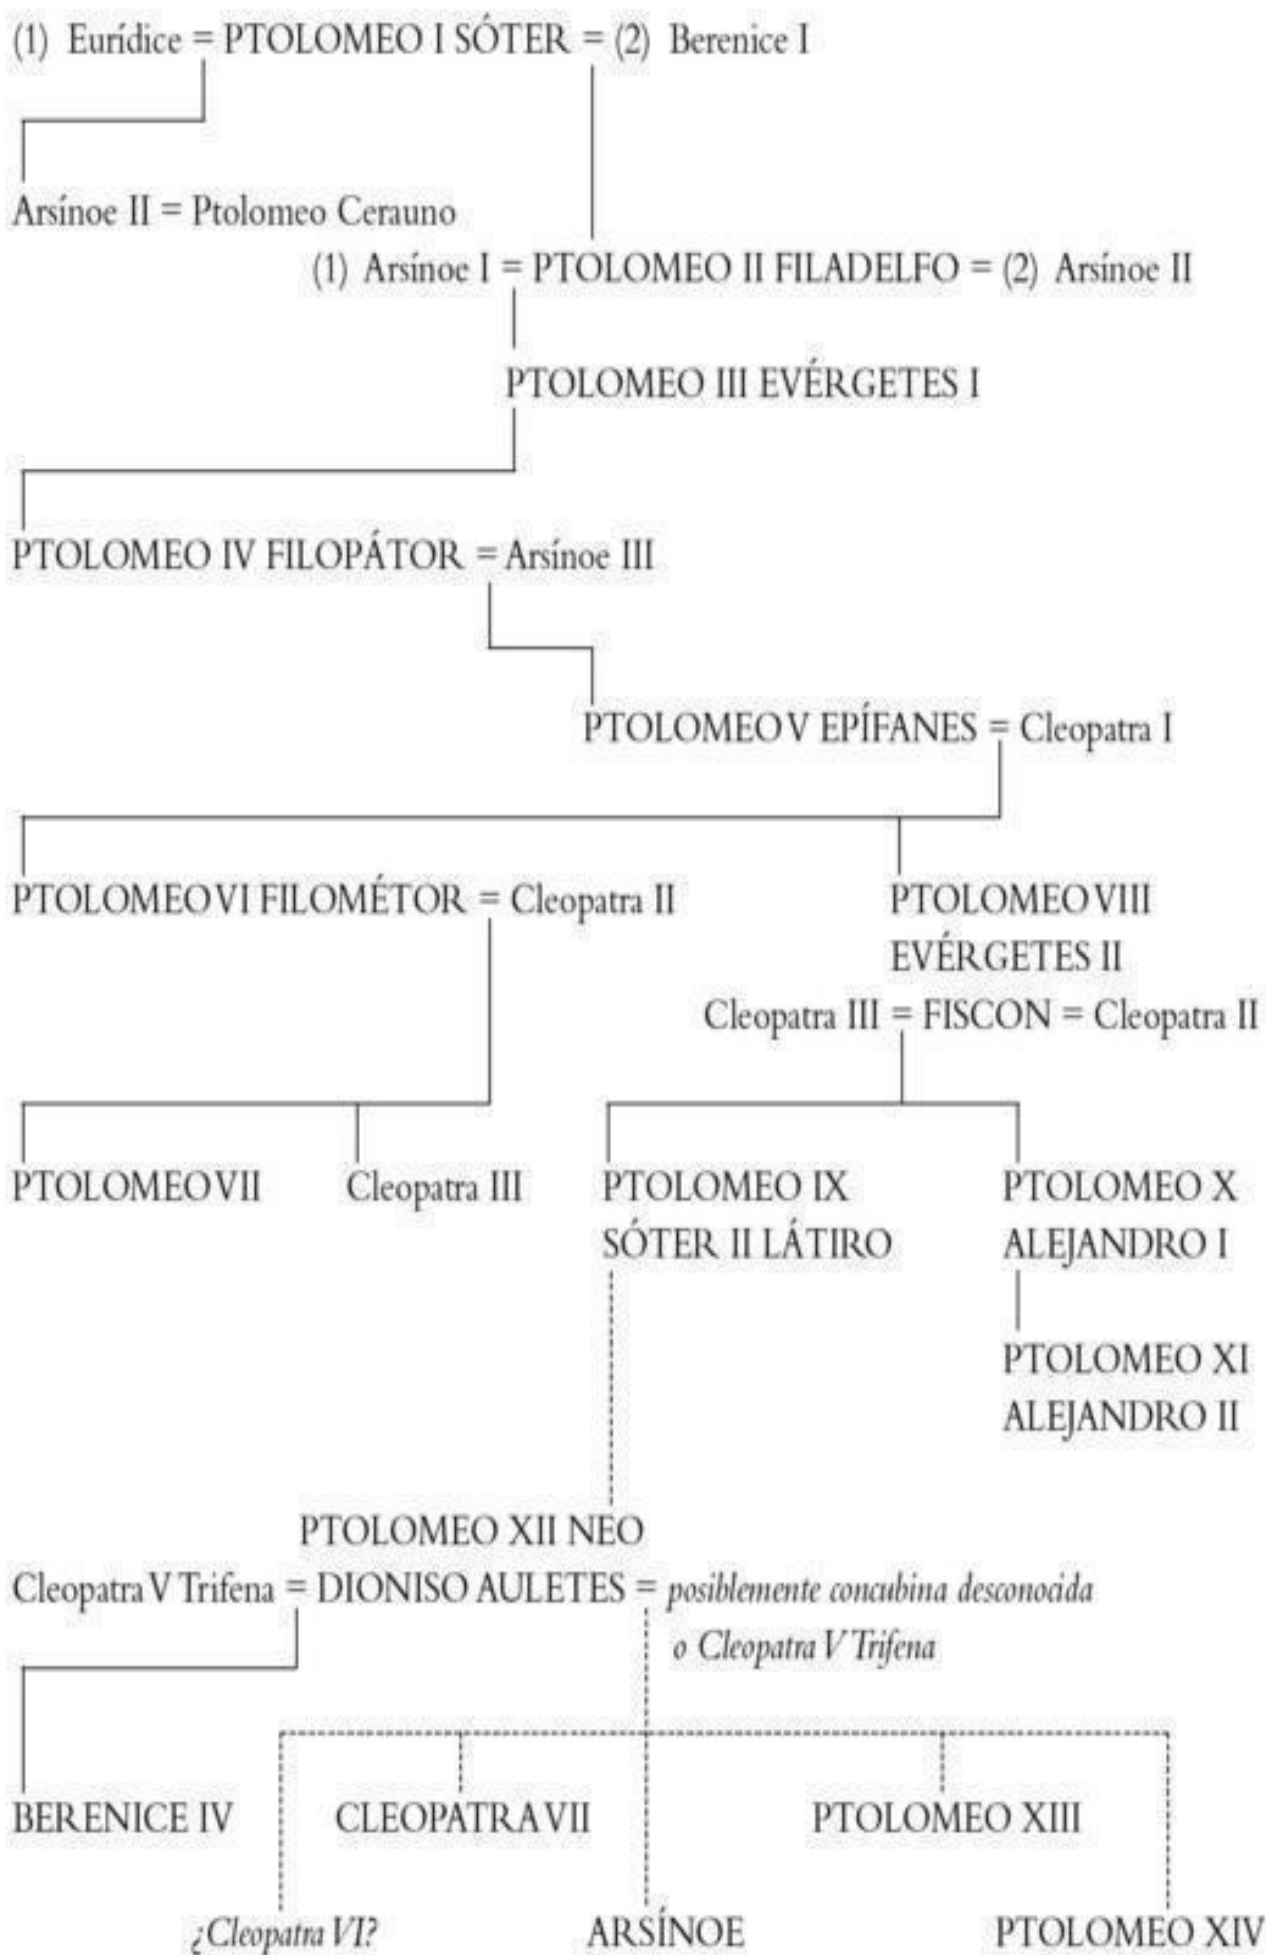 (1) Eurídice = PTOLOMEO I SÓTER = (2) Berenice I
Arsínoe II = Ptolomeo Cerauno
(1) Arsínoe I = PTOLOMEO II FILADELFO = (2) Arsínoe II
PTOLOMEO III EVÉRGETES I
PTOLOMEO IV FILOPÁTOR = Arsínoe III
PTOLOMEO V EPÍFANES = Cleopatra I
PTOLOMEO VI FILOMÉTOR = Cleopatra II
PTOLOMEO VIII
EVÉRGETES II
Cleopatra III = FISCON = Cleopatra II
PTOLOMEO VII
Cleopatra III
PTOLOMEO IX
SÓTER II LÁTIRO
PTOLOMEO X
ALEJANDRO I
PTOLOMEO XI
ALEJANDRO II
PTOLOMEO XII NEO
Cleopatra V Trifena = DIONISO AULETES = posiblemente concubina desconocida
o Cleopatra V Trifena
BERENICE IV
CLEOPATRA VII
PTOLOMEO XIII
¿Cleopatra VI?
ARSÍNOE
PTOLOMEO XIV